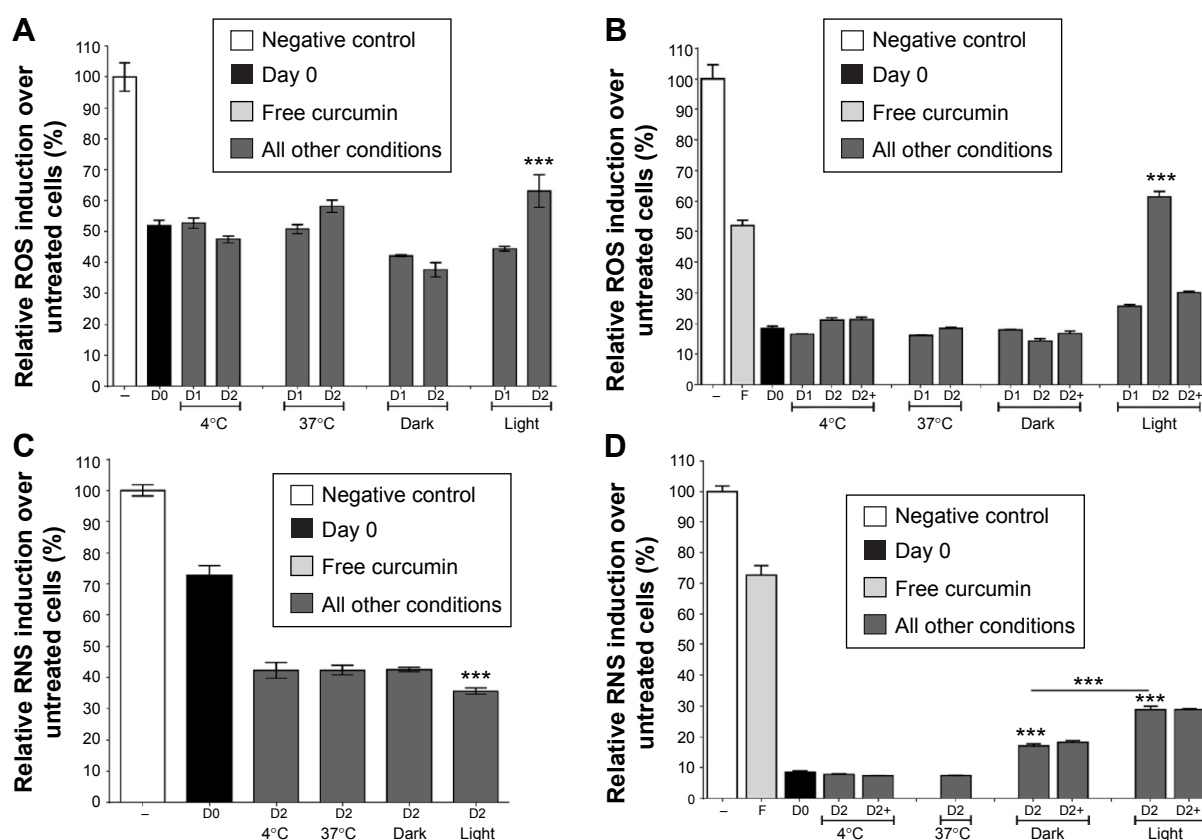 A
Relative ROS induction over
untreated cells (%)
Negative control
Day 0
Free curcumin
All other conditions
110
100
90
80
70
60
50
40
30
20
10
0
***
– D0 D1 D2 D1 D2 D1 D2 D1 D2
4°C 37°C Dark Light
B
Relative ROS induction over
untreated cells (%)
Negative control
Day 0
Free curcumin
All other conditions
110
100
90
80
70
60
50
40
30
20
10
0
***
– F D0 D1 D2 D2+ D1 D2 D1 D2 D2+ D1 D2 D2+
4°C 37°C Dark Light
C
Relative RNS induction over
untreated cells (%)
Negative control
Day 0
Free curcumin
All other conditions
110
100
90
80
70
60
50
40
30
20
10
0
***
– D0 D2 D2 D2 D2
4°C 37°C Dark Light
D
Relative RNS induction over
untreated cells (%)
Negative control
Day 0
Free curcumin
All other conditions
110
100
90
80
70
60
50
40
30
20
10
0
***
***
***
– F D0 D2 D2+ D2 D2 D2+ D2 D2+
4°C 37°C Dark Light